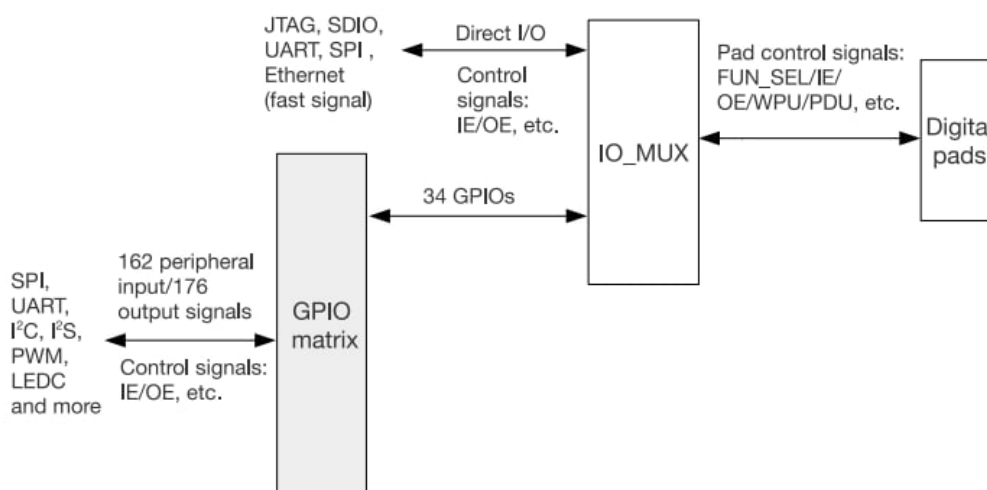 JTAG, SDIO,
UART, SPI ,
Ethernet
(fast signal)
Direct I/O
Control
signals:
IE/OE, etc.
Pad control signals:
FUN_SEL/IE/
OE/WPU/PDU, etc.
IO_MUX
Digita
pads
34 GPIOs
162 peripheral
input/176
output signals
SPI,
UART,
I²C, I²S,
PWM,
LEDC
and more
Control signals:
IE/OE, etc.
GPIO
matrix